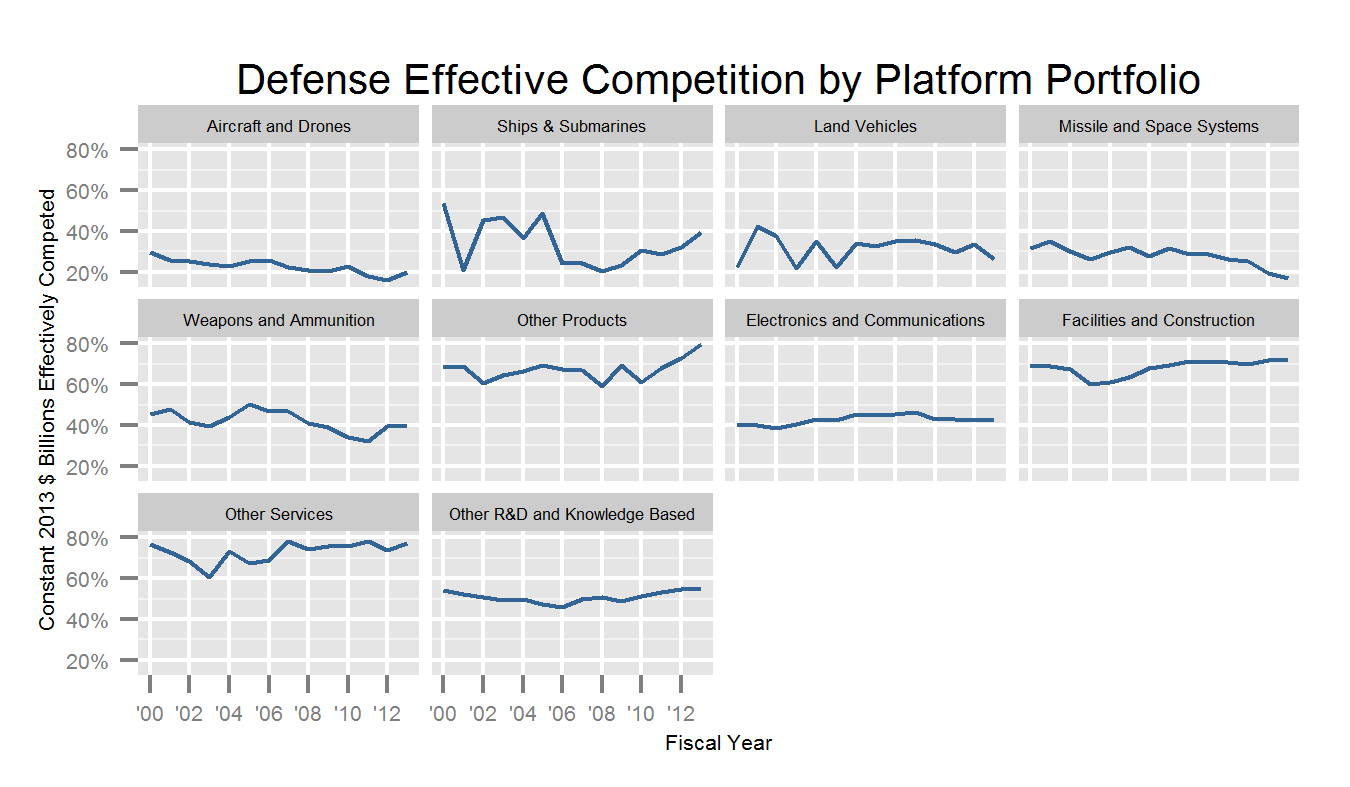 Defense Effective Competition by Platform Portfolio
Aircraft and Drones
Ships & Submarines
Land Vehicles
Missile and Space Systems
80%
60%
40%
20%
Weapons and Ammunition
Other Products
Electronics and Communications
Facilities and Construction
80%
60%
40%
20%
Other Services
Other R&D and Knowledge Based
80%
60%
40%
20%
'00 '02 '04 '06 '08 '10 '12
'00 '02 '04 '06 '08 '10 '12
Fiscal Year
Constant 2013 $ Billions Effectively Competed